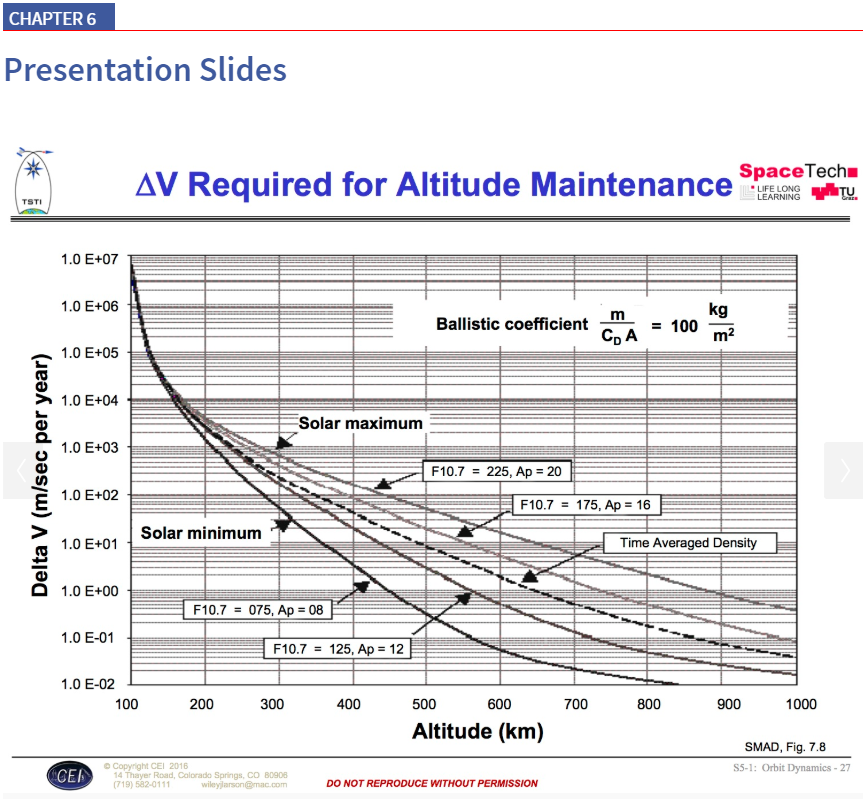 CHAPTER 6
Presentation Slides
TSTI
ΔV Required for Altitude Maintenance
SpaceTech
LIFE LONG
LEARNING
TU
Graz
1.0 E+07
1.0 E+06
1.0 E+05
1.0 E+04
1.0 E+03
1.0 E+02
1.0 E+01
1.0 E+00
1.0 E-01
1.0 E-02
Delta V (m/sec per year)
Ballistic coefficient m / C_D A = 100 kg / m²
Solar maximum
F10.7 = 225, Ap = 20
F10.7 = 175, Ap = 16
Solar minimum
Time Averaged Density
F10.7 = 075, Ap = 08
F10.7 = 125, Ap = 12
100 200 300 400 500 600 700 800 900 1000
Altitude (km)
SMAD, Fig. 7.8
CEI
© Copyright CEI 2016
14 Thayer Road, Colorado Springs, CO 80906
(719) 582-0111 wileyjlarson@mac.com
DO NOT REPRODUCE WITHOUT PERMISSION
S5-1: Orbit Dynamics - 27